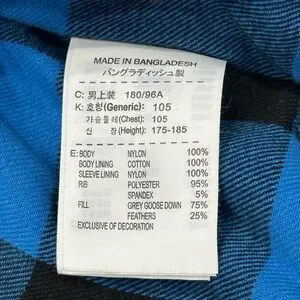 MADE IN BANGLADESH
バングラディッシュ製
C: 男上装 180/96A
K: 호칭(Generic): 105
가슴둘레(Chest): 105
신 장(Height): 175-185
E: BODY NYLON 100%
BODY LINING COTTON 100%
SLEEVE LINING NYLON 100%
RIB POLYESTER 95%
SPANDEX 5%
FILL GREY GOOSE DOWN 75%
FEATHERS 25%
EXCLUSIVE OF DECORATION